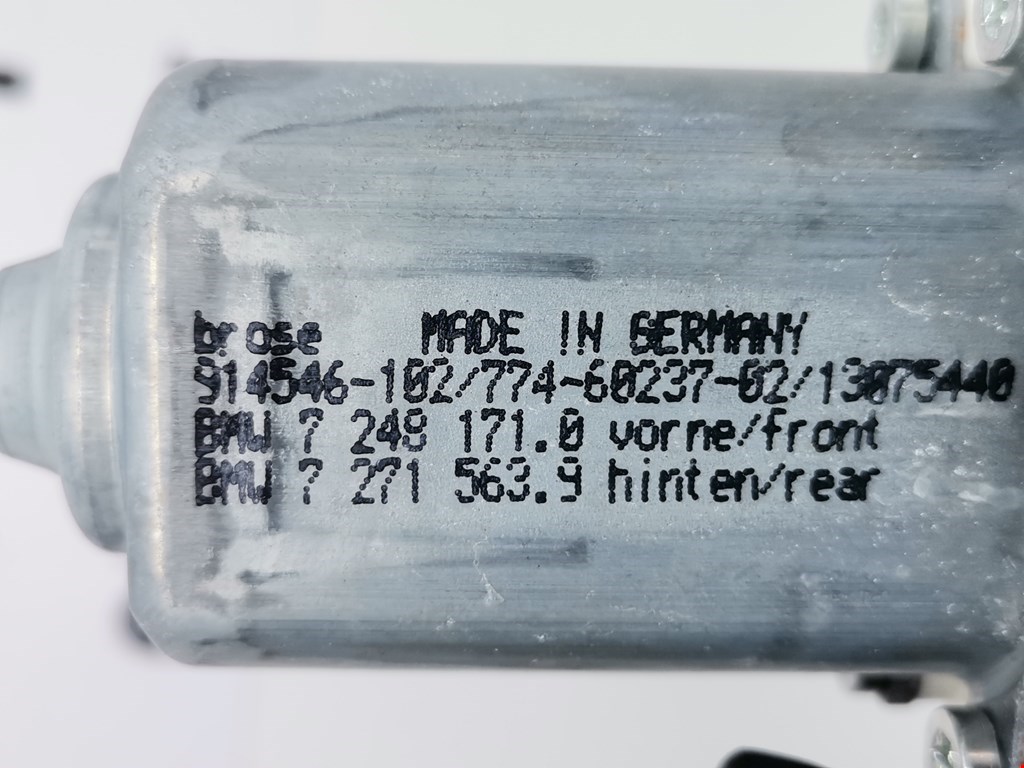 brose MADE IN GERMANY
914546-102/774-60237-02/13075440
BMW 7 248 171.0 vorne/front
BMW 7 271 563.9 hinten/rear